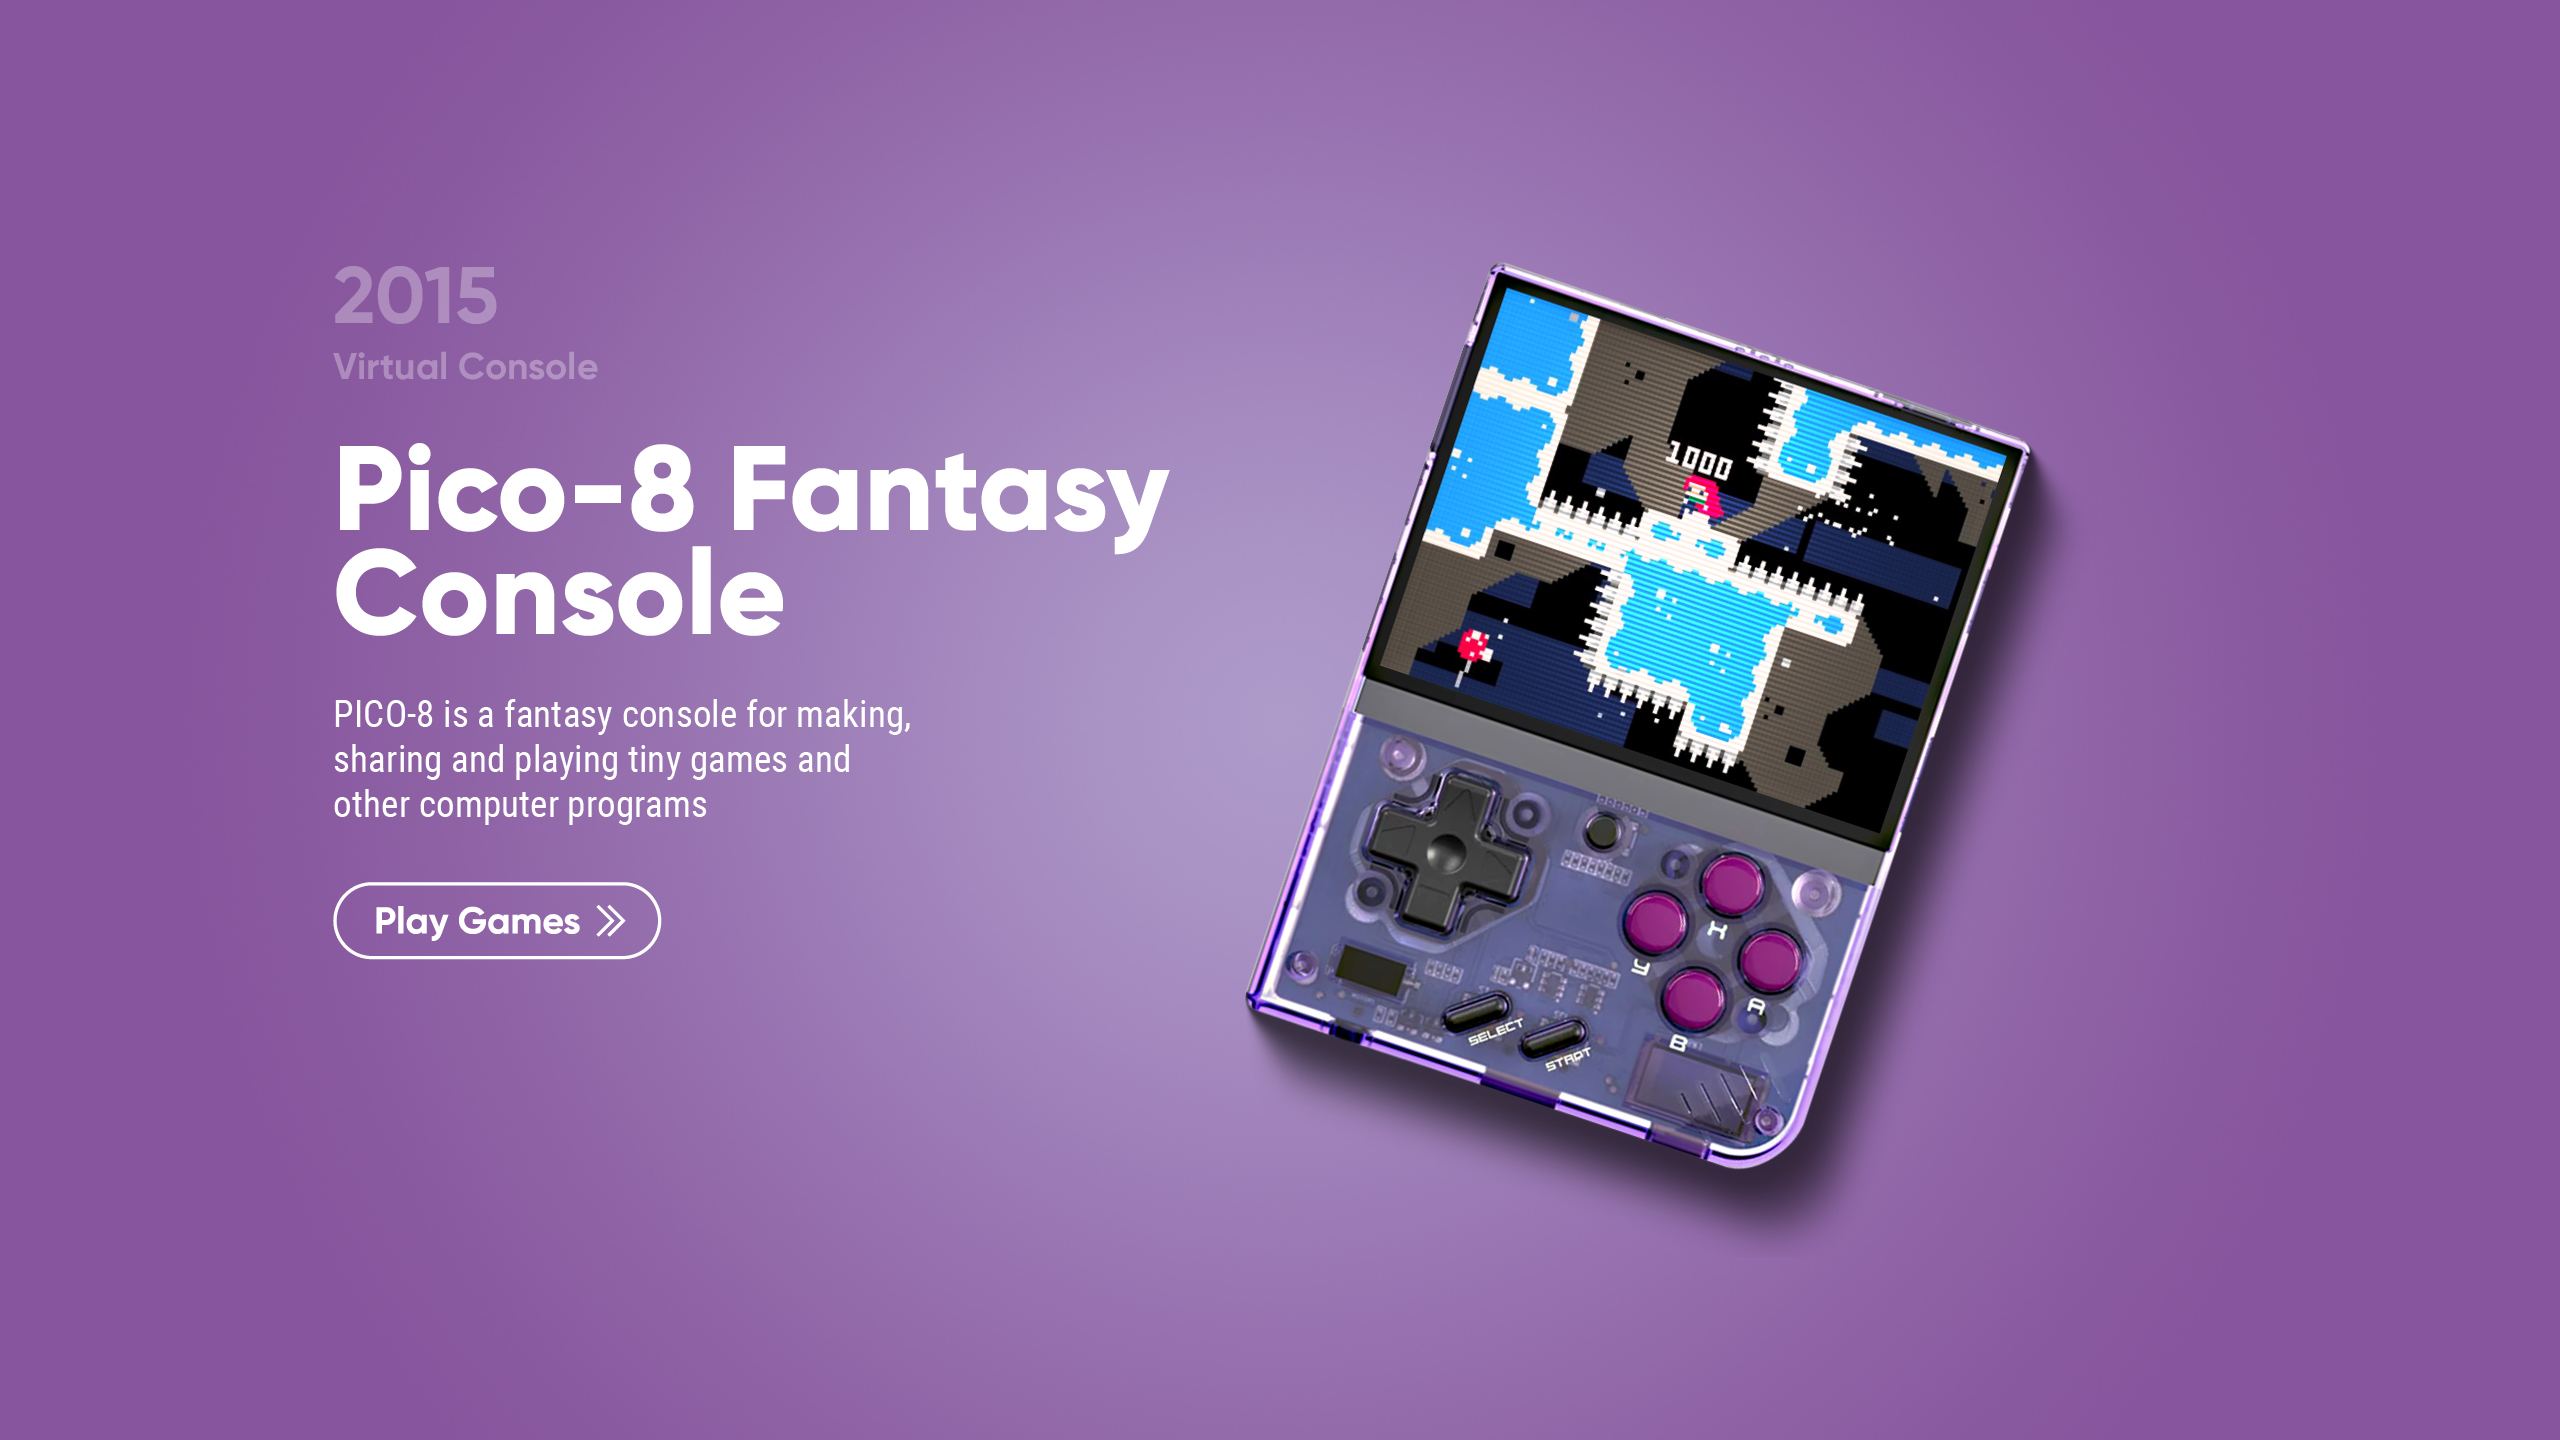 2015
Virtual Console
Pico-8 Fantasy
Console
PICO-8 is a fantasy console for making,
sharing and playing tiny games and
other computer programs
Play Games
1000
X
Y
A
B
SELECT
START